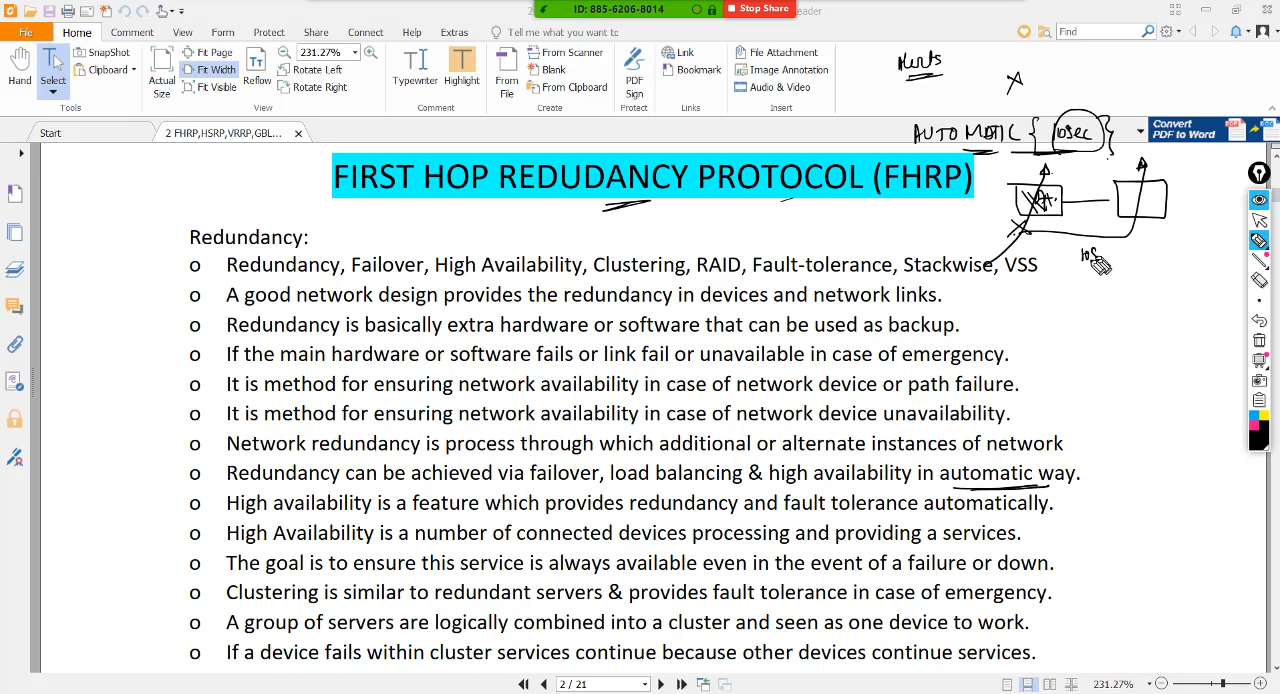 ID: 885-6206-8014 Stop Share
eader
File Home Comment View Form Protect Share Connect Help Extras Tell me what you want... Find
Hand
Select
SnapShot
Clipboard
Actual Size
Fit Page
Fit Width
Fit Visible
Reflow
231.27%
Rotate Left
Rotate Right
Typewriter
Highlight
From File
From Scanner
Blank
From Clipboard
PDF Sign
Link
Bookmark
File Attachment
Image Annotation
Audio & Video
Tools View Comment Create Protect Links Insert
Start 2 FHRP,HSRP,VRRP,GBL...
AUTOMATIC { 10sec }
Convert PDF to Word
FIRST HOP REDUDANCY PROTOCOL (FHRP)
Redundancy:
o Redundancy, Failover, High Availability, Clustering, RAID, Fault-tolerance, Stackwise, VSS
10s
o A good network design provides the redundancy in devices and network links.
o Redundancy is basically extra hardware or software that can be used as backup.
o If the main hardware or software fails or link fail or unavailable in case of emergency.
o It is method for ensuring network availability in case of network device or path failure.
o It is method for ensuring network availability in case of network device unavailability.
o Network redundancy is process through which additional or alternate instances of network
o Redundancy can be achieved via failover, load balancing & high availability in automatic way.
o High availability is a feature which provides redundancy and fault tolerance automatically.
o High Availability is a number of connected devices processing and providing a services.
o The goal is to ensure this service is always available even in the event of a failure or down.
o Clustering is similar to redundant servers & provides fault tolerance in case of emergency.
o A group of servers are logically combined into a cluster and seen as one device to work.
o If a device fails within cluster services continue because other devices continue services.
2 / 21 231.27%